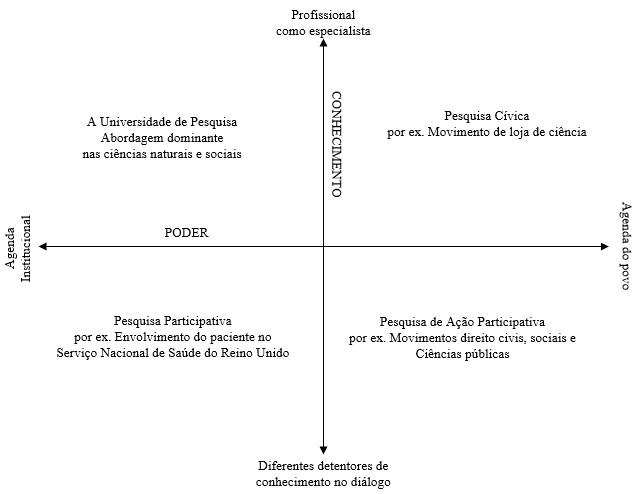 Profissional
como especialista
CONHECIMENTO
A Universidade de Pesquisa
Abordagem dominante
nas ciências naturais e sociais
Pesquisa Cívica
por ex. Movimento de loja de ciência
Agenda
Institucional
PODER
Agenda do povo
Pesquisa Participativa
por ex. Envolvimento do paciente no
Serviço Nacional de Saúde do Reino Unido
Pesquisa de Ação Participativa
por ex. Movimentos direito civis, sociais e
Ciências públicas
Diferentes detentores de
conhecimento no diálogo